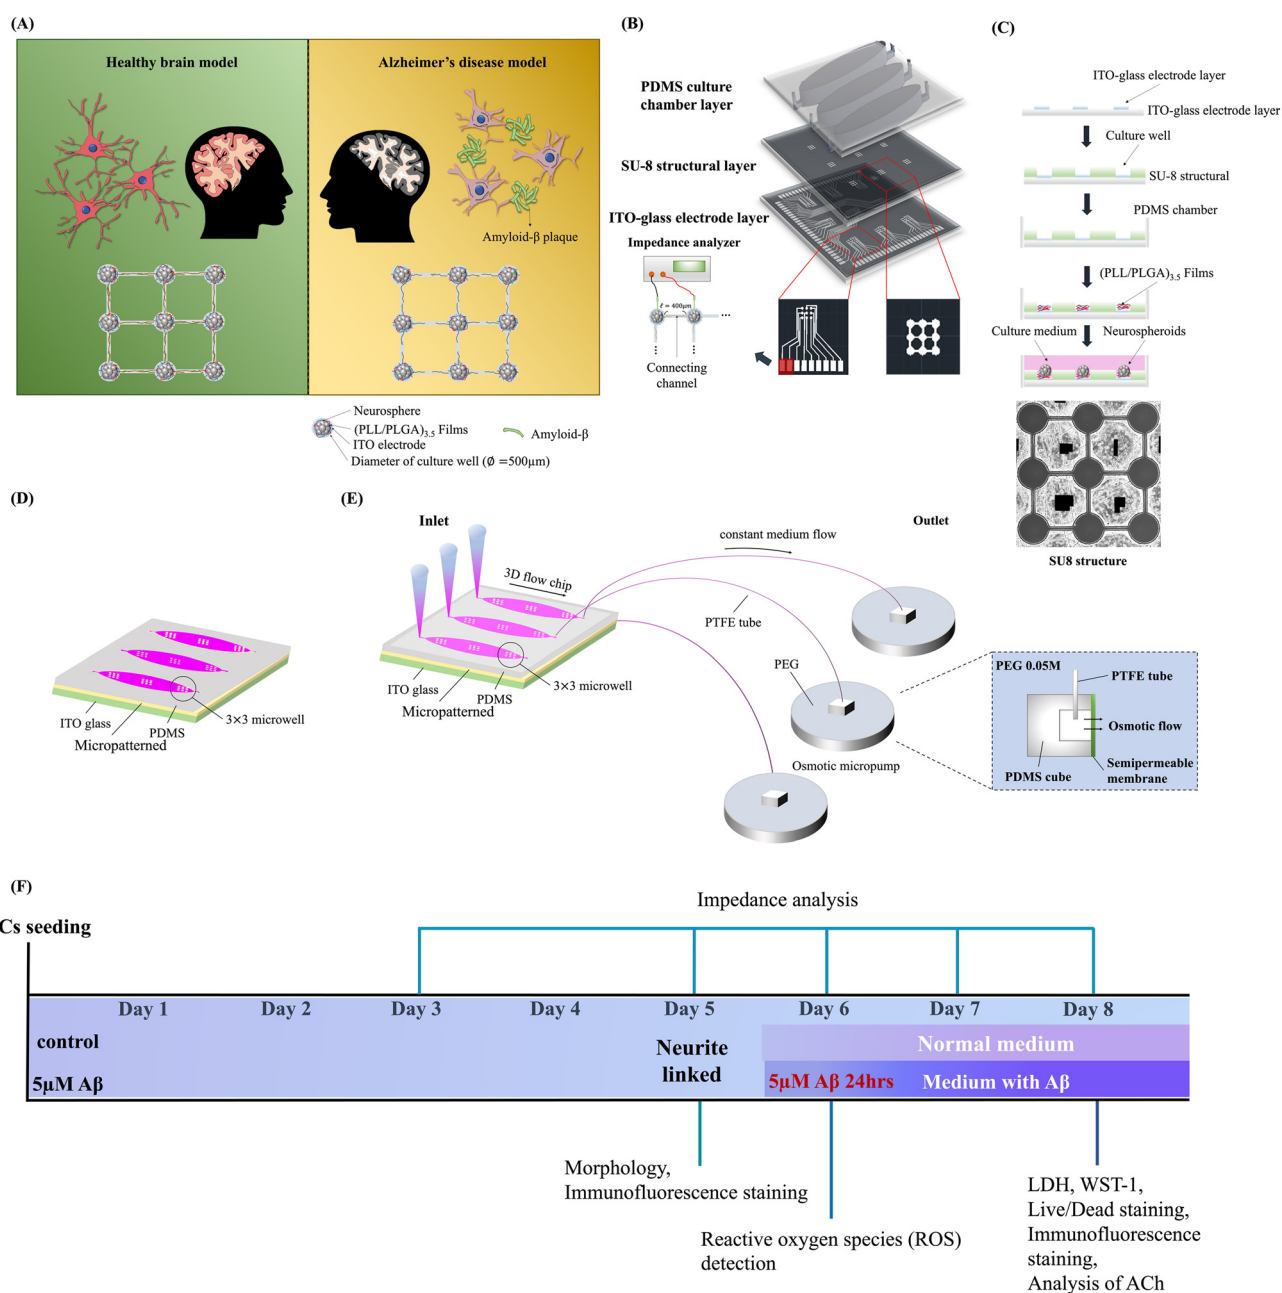 (A)
Healthy brain model
Alzheimer's disease model
Amyloid-β plaque
Neurosphere
(PLL/PLGA)3.5 Films
ITO electrode
Diameter of culture well (Ø =500μm)
Amyloid-β
(B)
PDMS culture
chamber layer
SU-8 structural layer
ITO-glass electrode layer
Impedance analyzer
ℓ = 400μm
Connecting
channel
(C)
ITO-glass electrode layer
ITO-glass electrode layer
Culture well
SU-8 structural
PDMS chamber
(PLL/PLGA)3.5 Films
Culture medium
Neurospheroids
SU8 structure
(D)
ITO glass
Micropatterned
PDMS
3×3 microwell
(E)
Inlet
Outlet
constant medium flow
3D flow chip
PTFE tube
PEG
ITO glass
Micropatterned
PDMS
3×3 microwell
Osmotic micropump
PEG 0.05M
PTFE tube
Osmotic flow
PDMS cube
Semipermeable
membrane
(F)
Impedance analysis
Cs seeding
Day 1
Day 2
Day 3
Day 4
Day 5
Day 6
Day 7
Day 8
control
5μM Aβ
Neurite
linked
Normal medium
5μM Aβ 24hrs
Medium with Aβ
Morphology,
Immunofluorescence staining
Reactive oxygen species (ROS)
detection
LDH, WST-1,
Live/Dead staining,
Immunofluorescence
staining,
Analysis of ACh